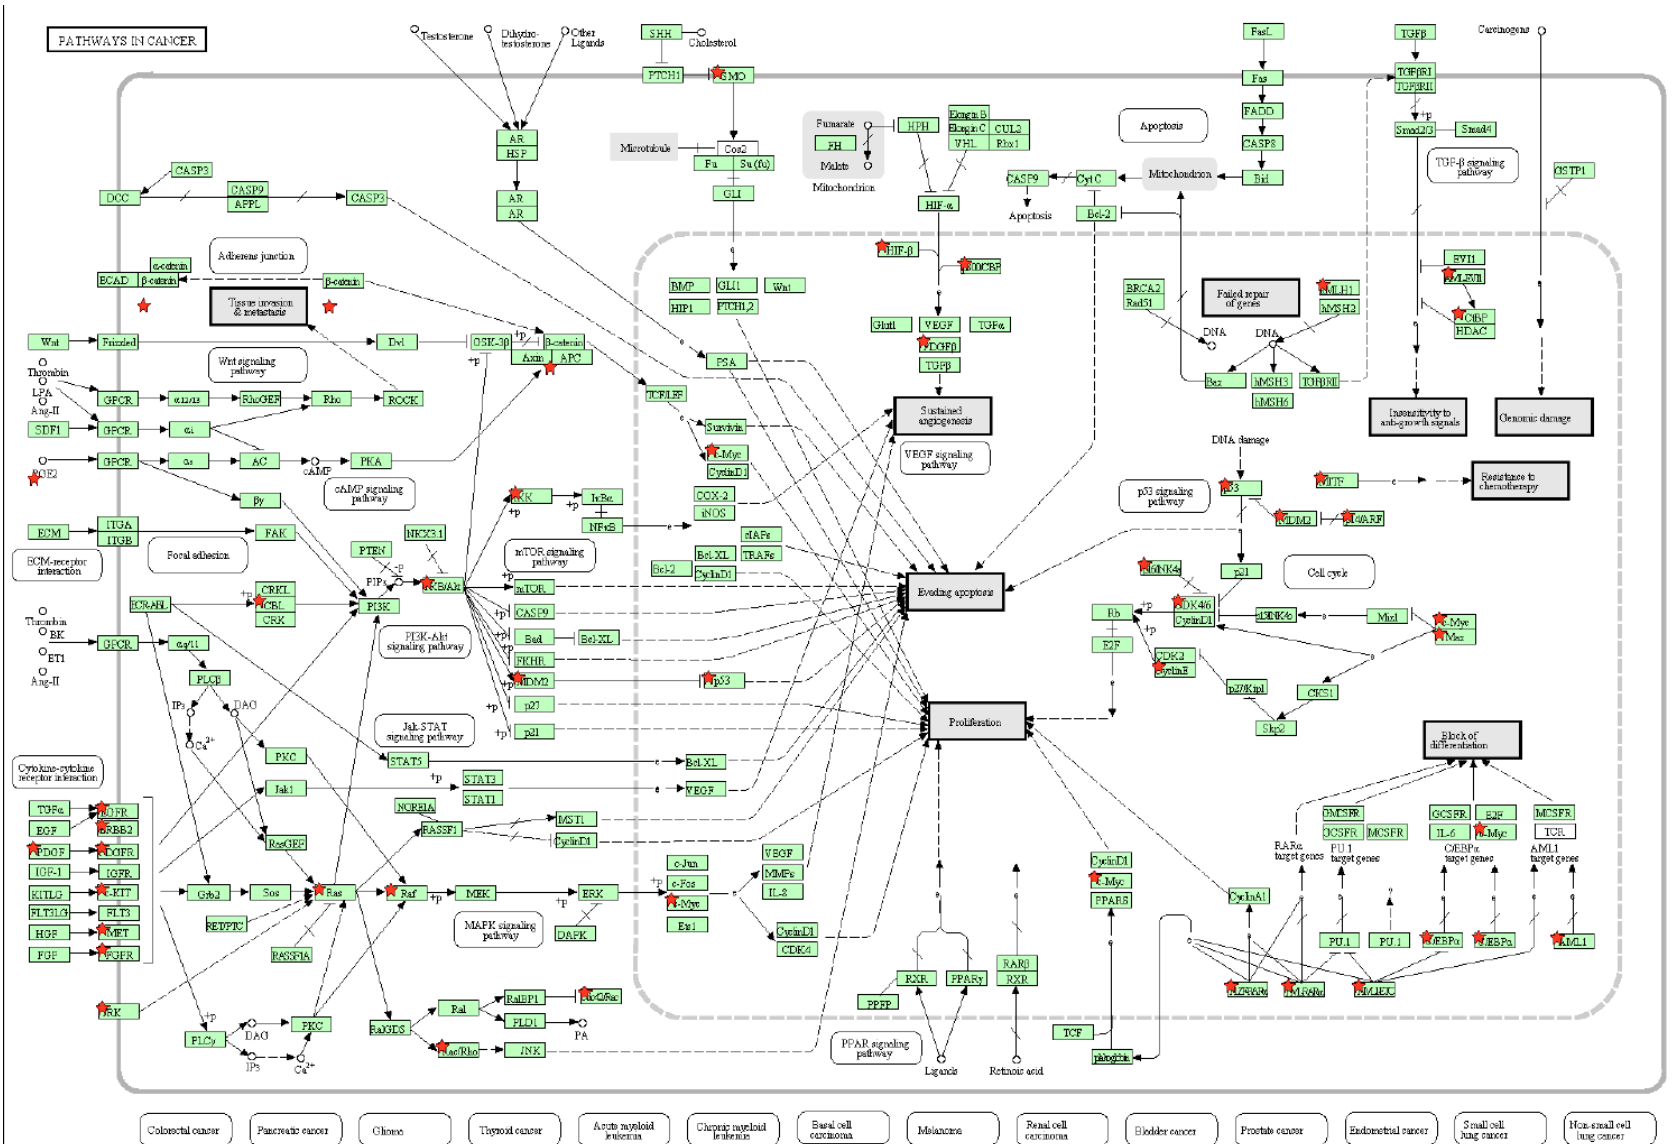 PATHWAYS IN CANCER
Testosterone
Dihydro-
testosterone
Other
Ligands
SHH
Cholesterol
PTCH1
SMO
FasL
TGFβ
Carcinogens
Fas
TGFβRI
TGFβRII
FADD
CASP8
Bid
Smad2/3
Smad4
+p
TGF-β signaling
pathway
GSTP1
AR
HSP
AR
AR
Microtubule
Cos2
Fu
Su(fu)
GLI
Fumarate
FH
Malate
Mitochondrion
HPH
Elongin B
Elongin C
CUL2
VHL
Rbx1
HIF-α
Apoptosis
CASP9
CytC
Mitochondrion
Apoptosis
Bcl-2
CASP3
DCC
CASP9
APPL
CASP3
Adherens junction
α-catenin
ECAD
β-catenin
β-catenin
Tissue invasion
& metastasis
HIF-β
p300CBP
BMP
GLI1
Wnt
HIP1
PTCH1,2
Glut1
VEGF
TGFα
PDGFβ
TGFβ
Sustained
angiogenesis
VEGF signaling
pathway
BRCA2
Rad51
DNA
Failed repair
of genes
hMLH1
hMSH2
DNA
Bax
hMSH3
TGFβRII
hMSH6
EVI1
CtBP
HDAC
Insensitivity to
anti-growth signals
Genomic damage
Wnt
Frizzled
Dvl
GSK-3β
+p
β-catenin
Axin
APC
+p
Wnt signaling
pathway
Thrombin
LPA
Ang-II
GPCR
α12/13
RhoGEF
Rho
ROCK
SDF1
GPCR
αi
PGE2
GPCR
αs
AC
cAMP
PKA
cAMP signaling
pathway
βγ
PSA
TCF/LEF
Survivin
c-Myc
CyclinD1
COX-2
iNOS
DNA damage
p53
p53 signaling
pathway
MITF
Resistance to
chemotherapy
MDM2
p14/ARF
ECM
ITGA
ITGB
FAK
Focal adhesion
ECM-receptor
interaction
PTEN
NKX3.1
PIP3
-p
PKB/Akt
IKK
IκBα
NFκB
+p
+p
e
mTOR signaling
pathway
mTOR
+p
cIAPs
Bcl-XL
TRAFs
Bcl-2
CyclinD1
Evading apoptosis
p16INK4a
p21
Cell cycle
BCR-ABL
+p
CRKL
CBL
CRK
PI3K
PI3K-Akt
signaling pathway
CASP9
+p
Bad
Bcl-XL
+p
FKHR
+p
MDM2
p53
+p
p27
+p
p21
+p
Rb
+p
CDK4/6
CyclinD1
p15INK4b
Miz1
c-Myc
Max
E2F
CDK2
CyclinE
+p
p27Kip1
CKS1
Skp2
Thrombin
BK
ET1
Ang-II
GPCR
αq/11
PLCβ
IP3
DAG
Ca2+
PKC
Jak-STAT
signaling pathway
STAT5
Bcl-XL
Proliferation
Block of
differentiation
Cytokine-cytokine
receptor interaction
Jak1
+p
STAT3
STAT1
VEGF
TGFα
EGFR
EGF
ERBB2
PDGF
PDGFR
IGF-1
IGFR
KITLG
c-KIT
FLT3LG
FLT3
HGF
MET
FGF
FGFR
RasGEF
NORE1A
RASSF1
MST1
CyclinD1
Grb2
Sos
Ras
Raf
+p
MEK
ERK
+p
RET/PTC
RASSF1A
MAPK signaling
pathway
DAPK
c-Jun
c-Fos
c-Myc
Ets1
VEGF
MMPs
IL-8
CyclinD1
CDK4
CyclinD1
c-Myc
PPARδ
GMCSFR
GCSFR
MCSFR
GCSFR
E2F
IL-6
c-Myc
MCSFR
TCR
RARα
target genes
PU.1
target genes
C/EBPα
target genes
AML1
target genes
CyclinA1
?
PU.1
PU.1
C/EBPα
C/EBPα
AML1
TRK
+p
PLCγ
DAG
IP3
Ca2+
PKC
RalGDS
Ral
RalBP1
PLD1
PA
Rac/Rho
JNK
RXR
PPARγ
PPFP
RARβ
RXR
PPAR signaling
pathway
Ligands
Retinoic acid
TCF
Colorectal cancer
Pancreatic cancer
Glioma
Thyroid cancer
Acute myeloid
leukemia
Chronic myeloid
leukemia
Basal cell
carcinoma
Melanoma
Renal cell
carcinoma
Bladder cancer
Prostate cancer
Endometrial cancer
Small cell
lung cancer
Non-small cell
lung cancer